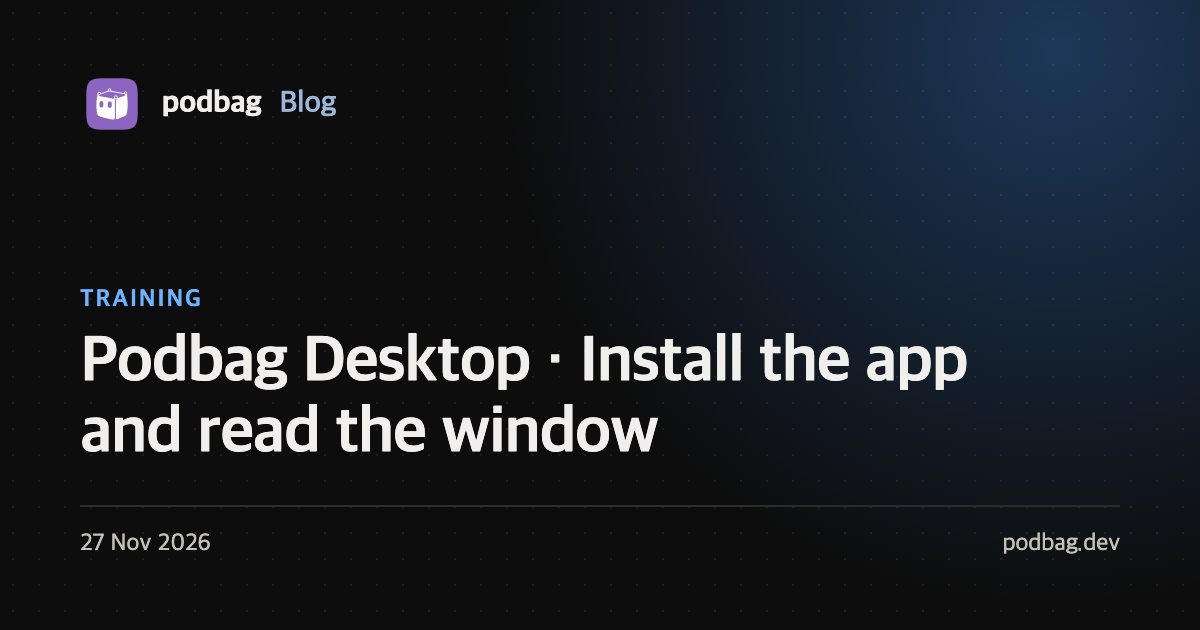 podbag Blog
TRAINING
Podbag Desktop · Install the app
and read the window
27 Nov 2026
podbag.dev